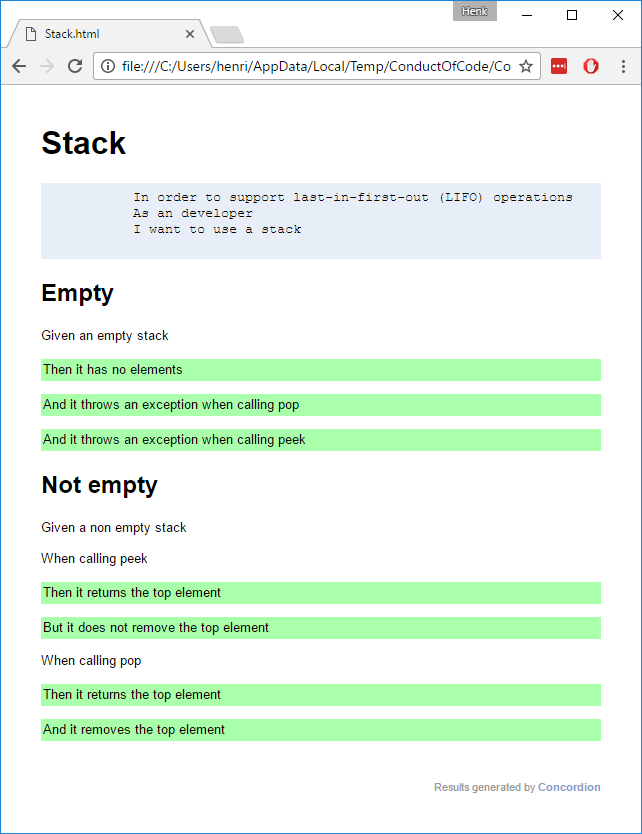 Henk
Stack.html
file:///C:/Users/henri/AppData/Local/Temp/ConductOfCode/Co
Stack
In order to support last-in-first-out (LIFO) operations
As an developer
I want to use a stack
Empty
Given an empty stack
Then it has no elements
And it throws an exception when calling pop
And it throws an exception when calling peek
Not empty
Given a non empty stack
When calling peek
Then it returns the top element
But it does not remove the top element
When calling pop
Then it returns the top element
And it removes the top element
Results generated by Concordion